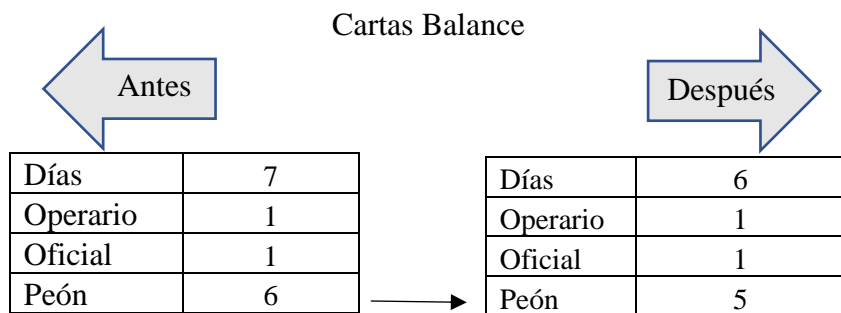 Cartas Balance
Antes
Después
Días 7
Operario 1
Oficial 1
Peón 6
Días 6
Operario 1
Oficial 1
Peón 5